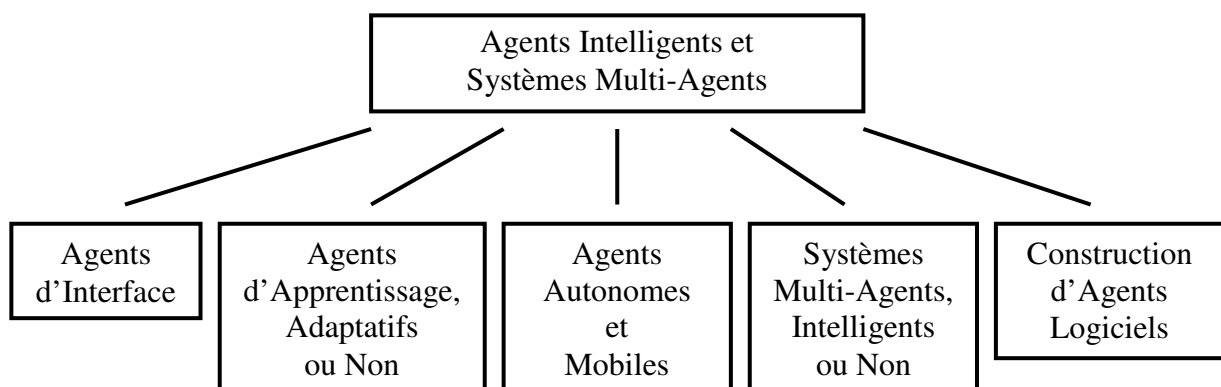 Agents Intelligents et
Systèmes Multi-Agents
Agents
d’Interface
Agents
d’Apprentissage,
Adaptatifs
ou Non
Agents
Autonomes
et
Mobiles
Systèmes
Multi-Agents,
Intelligents
ou Non
Construction
d’Agents
Logiciels